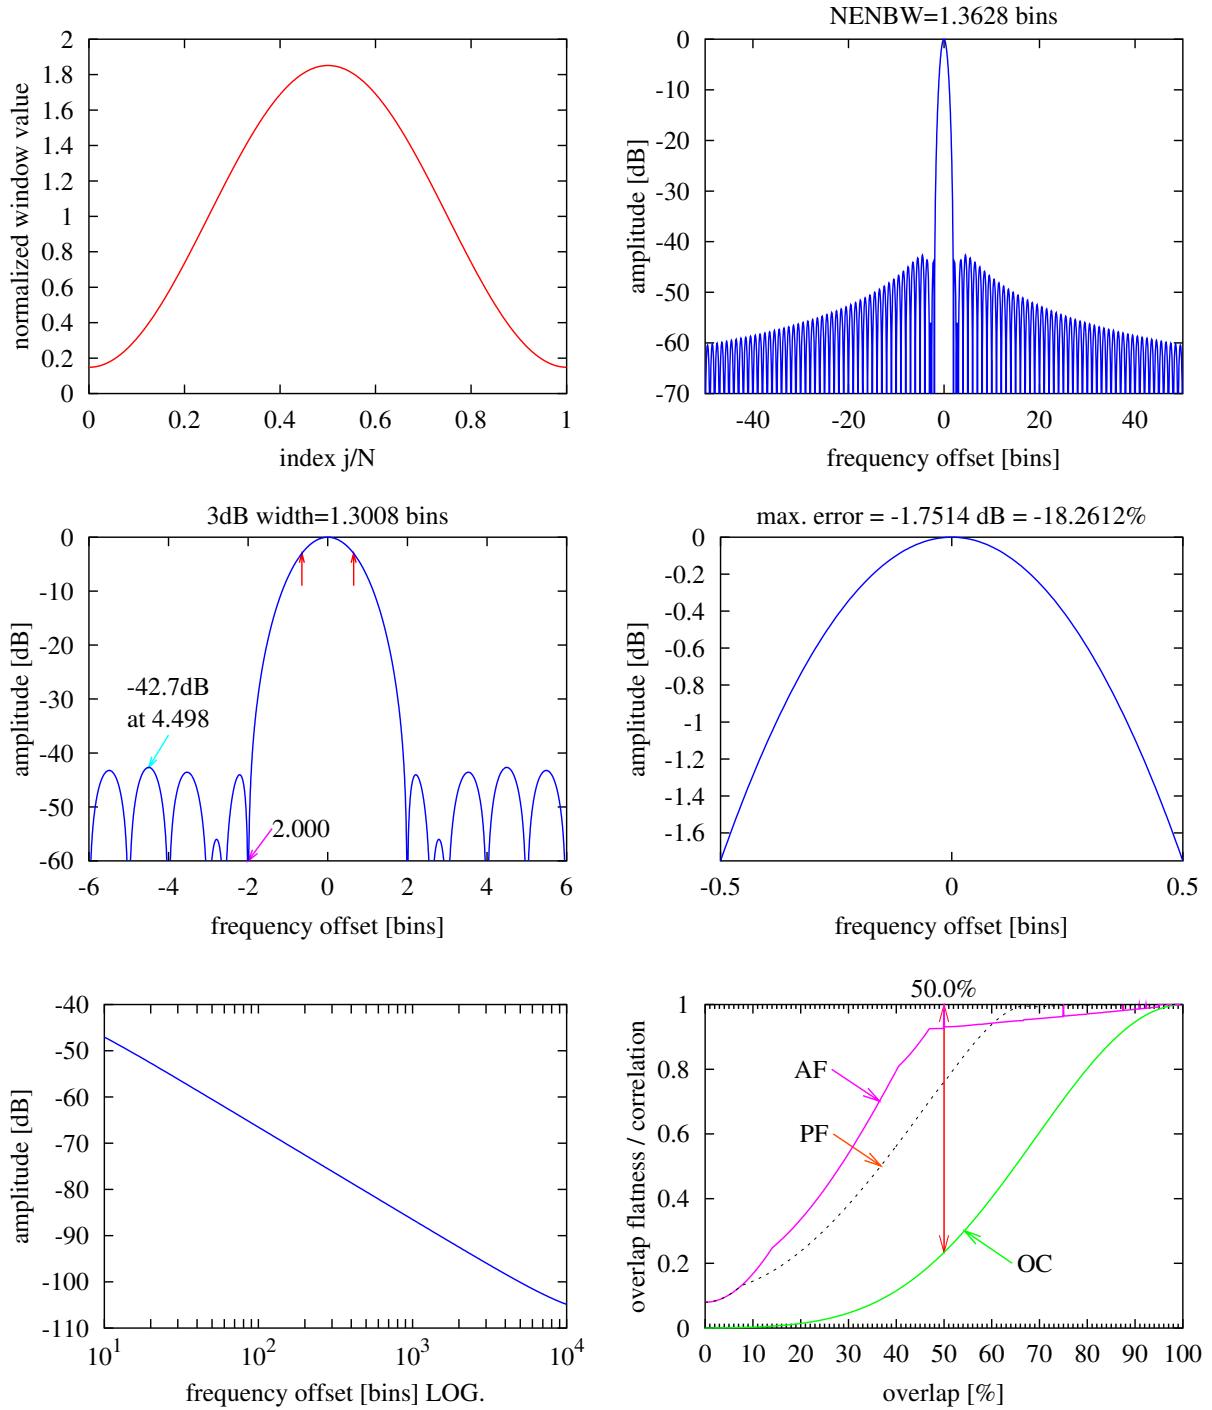 normalized window value
2
1.8
1.6
1.4
1.2
1
0.8
0.6
0.4
0.2
0
0 0.2 0.4 0.6 0.8 1
index j/N
NENBW=1.3628 bins
amplitude [dB]
0
-10
-20
-30
-40
-50
-60
-70
-40 -20 0 20 40
frequency offset [bins]
3dB width=1.3008 bins
amplitude [dB]
0
-10
-20
-30
-40
-50
-60
-42.7dB
at 4.498
2.000
-6 -4 -2 0 2 4 6
frequency offset [bins]
max. error = -1.7514 dB = -18.2612%
amplitude [dB]
0
-0.2
-0.4
-0.6
-0.8
-1
-1.2
-1.4
-1.6
-0.5 0 0.5
frequency offset [bins]
amplitude [dB]
-40
-50
-60
-70
-80
-90
-100
-110
10¹ 10² 10³ 10⁴
frequency offset [bins] LOG.
50.0%
overlap flatness / correlation
1
0.8
0.6
0.4
0.2
0
AF
PF
OC
0 10 20 30 40 50 60 70 80 90 100
overlap [%]